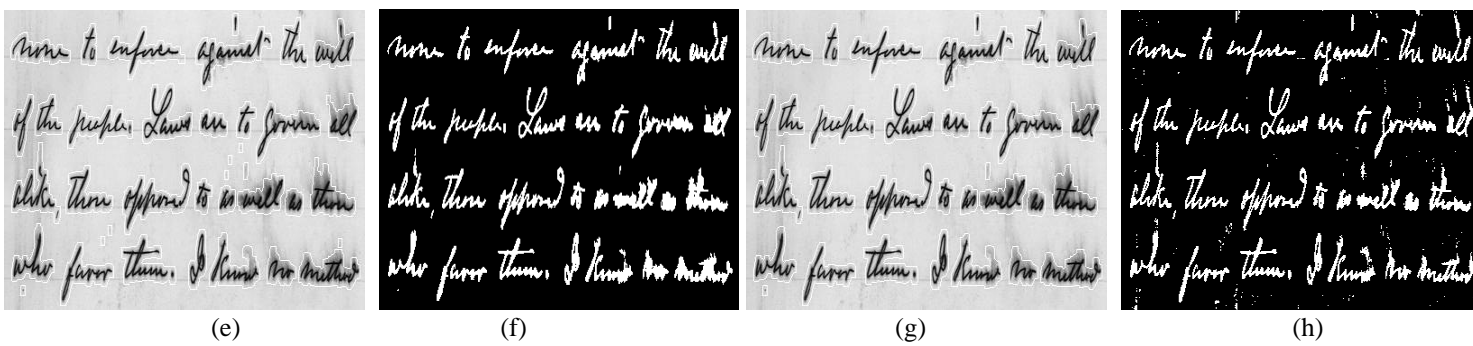 none to enforce against the will
of the people. Laws are to govern all
alike, those opposed to as well as those
who favor them. I know no method
(e)
none to enforce against the will
of the people. Laws are to govern all
alike, those opposed to as well as those
who favor them. I know no method
(f)
none to enforce against the will
of the people. Laws are to govern all
alike, those opposed to as well as those
who favor them. I know no method
(g)
none to enforce against the will
of the people. Laws are to govern all
alike, those opposed to as well as those
who favor them. I know no method
(h)